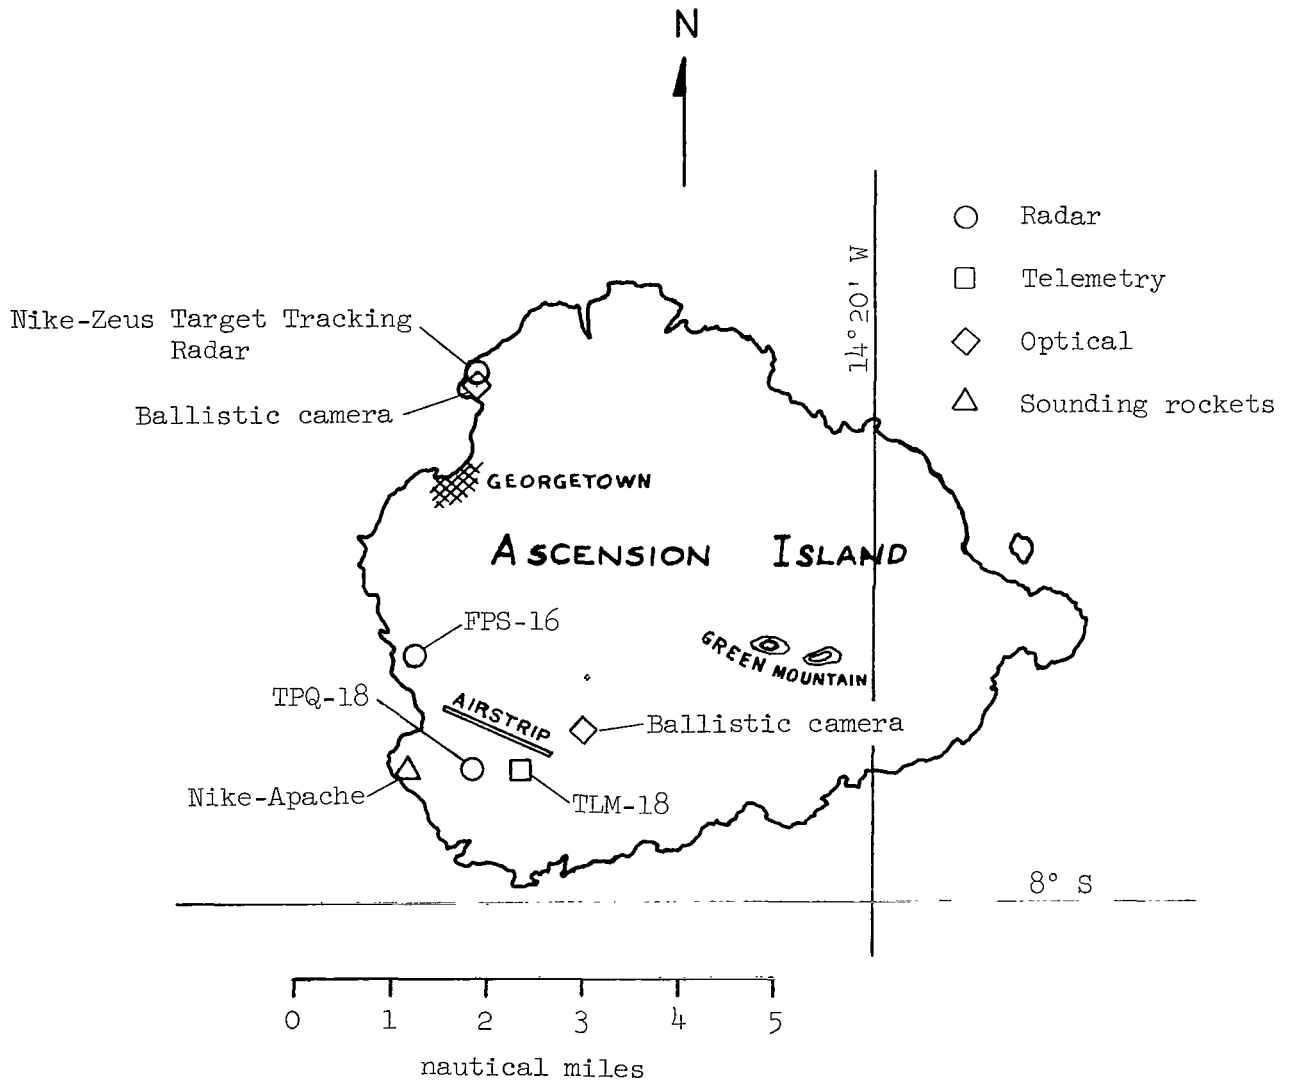 N
14°20' W
Radar
Telemetry
Optical
Sounding rockets
Nike-Zeus Target Tracking
Radar
Ballistic camera
GEORGETOWN
ASCENSION ISLAND
FPS-16
GREEN MOUNTAIN
TPQ-18
AIRSTRIP
Ballistic camera
Nike-Apache
TLM-18
8° S
0 1 2 3 4 5
nautical miles